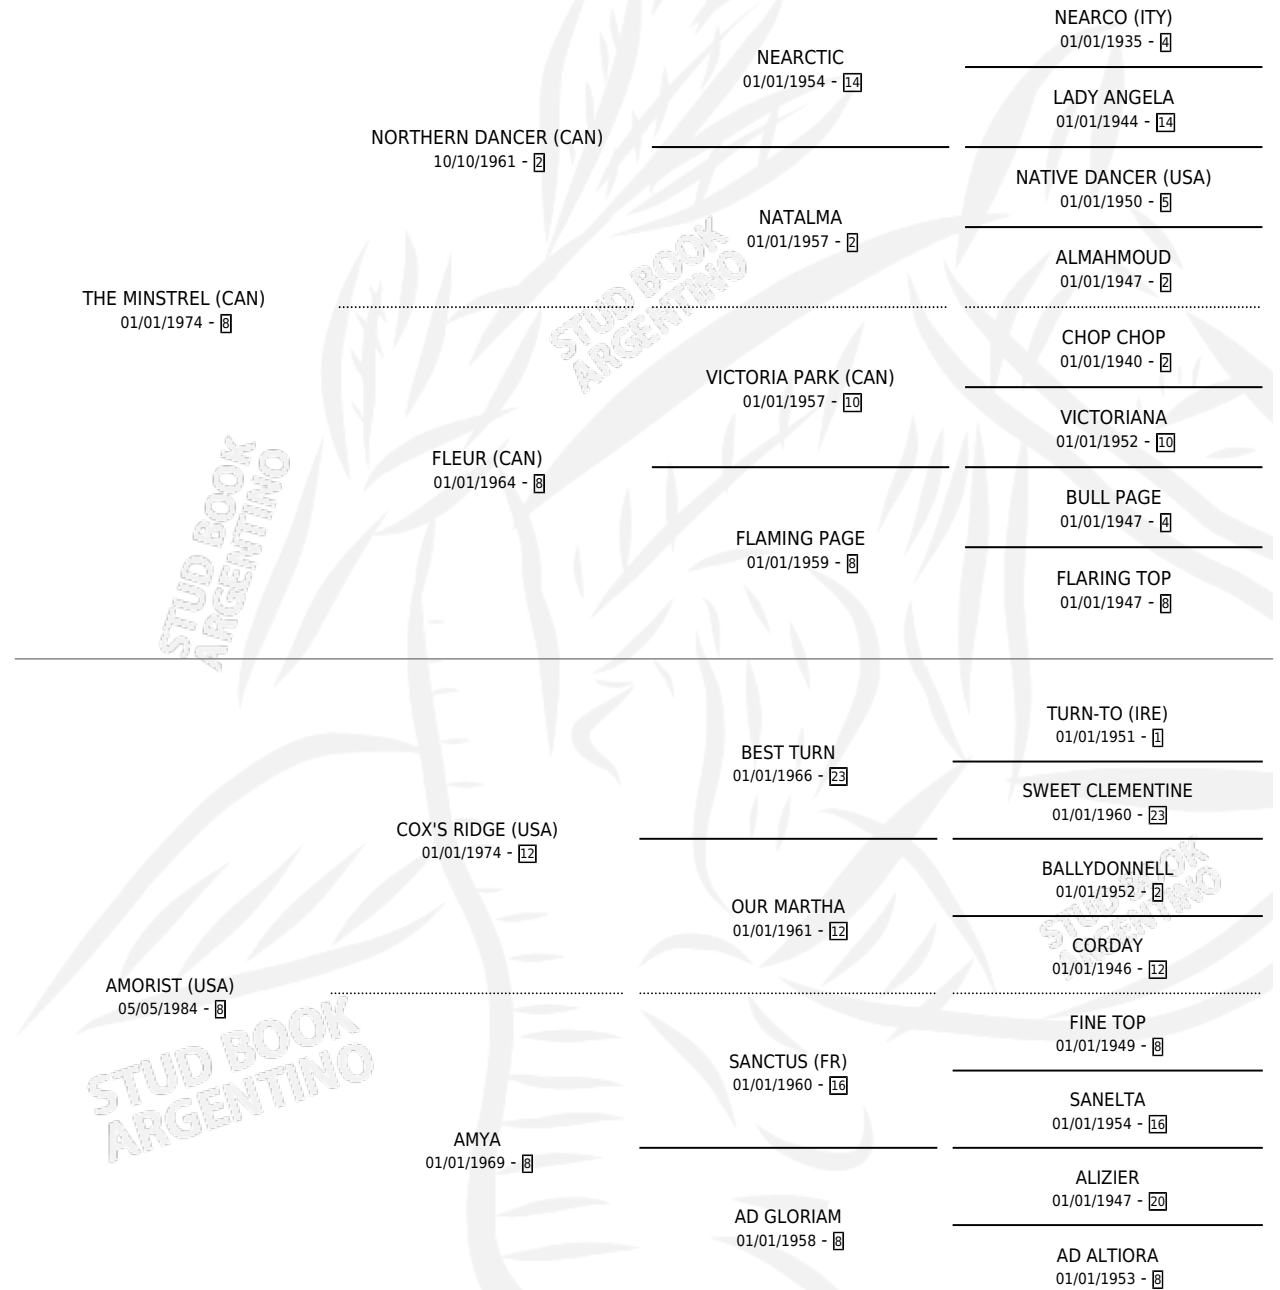 NEARCO (ITY)
01/01/1935 - 4
NEARCTIC
01/01/1954 - 14
LADY ANGELA
01/01/1944 - 14
NORTHERN DANCER (CAN)
10/10/1961 - 2
NATIVE DANCER (USA)
01/01/1950 - 5
NATALMA
01/01/1957 - 2
ALMAHMOUD
01/01/1947 - 2
THE MINSTREL (CAN)
01/01/1974 - 8
CHOP CHOP
01/01/1940 - 2
VICTORIA PARK (CAN)
01/01/1957 - 10
VICTORIANA
01/01/1952 - 10
FLEUR (CAN)
01/01/1964 - 8
BULL PAGE
01/01/1947 - 4
FLAMING PAGE
01/01/1959 - 8
FLARING TOP
01/01/1947 - 8
TURN-TO (IRE)
01/01/1951 - 1
BEST TURN
01/01/1966 - 23
SWEET CLEMENTINE
01/01/1960 - 23
COX'S RIDGE (USA)
01/01/1974 - 12
BALLYDONNELL
01/01/1952 - 2
OUR MARTHA
01/01/1961 - 12
CORDAY
01/01/1946 - 12
AMORIST (USA)
05/05/1984 - 8
FINE TOP
01/01/1949 - 8
SANCTUS (FR)
01/01/1960 - 16
SANELTA
01/01/1954 - 16
AMYA
01/01/1969 - 8
ALIZIER
01/01/1947 - 20
AD GLORIAM
01/01/1958 - 8
AD ALTIORA
01/01/1953 - 8
STUD BOOK
ARGENTINO
STUD BOOK
ARGENTINO
STUD BOOK
ARGENTINO
STUD BOOK
ARGENTINO